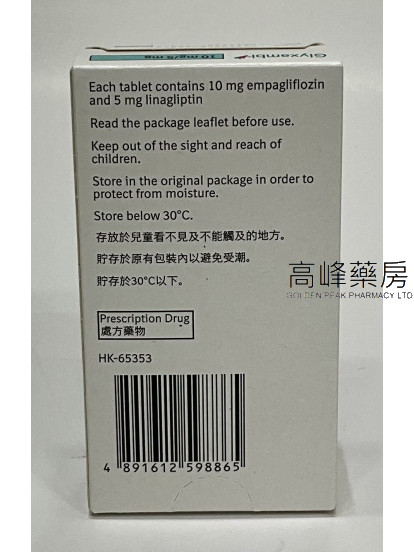 Glyxambi
10 mg/5 mg
Each tablet contains 10 mg empagliflozin
and 5 mg linagliptin
Read the package leaflet before use.
Keep out of the sight and reach of
children.
Store in the original package in order to
protect from moisture.
Store below 30°C.
存放於兒童看不見及不能觸及的地方。
貯存於原有包裝內以避免受潮。
貯存於30°C以下。
高峰藥房
GOLDEN PEAK PHARMACY LTD
Prescription Drug
處方藥物
HK-65353
4 891612 598865